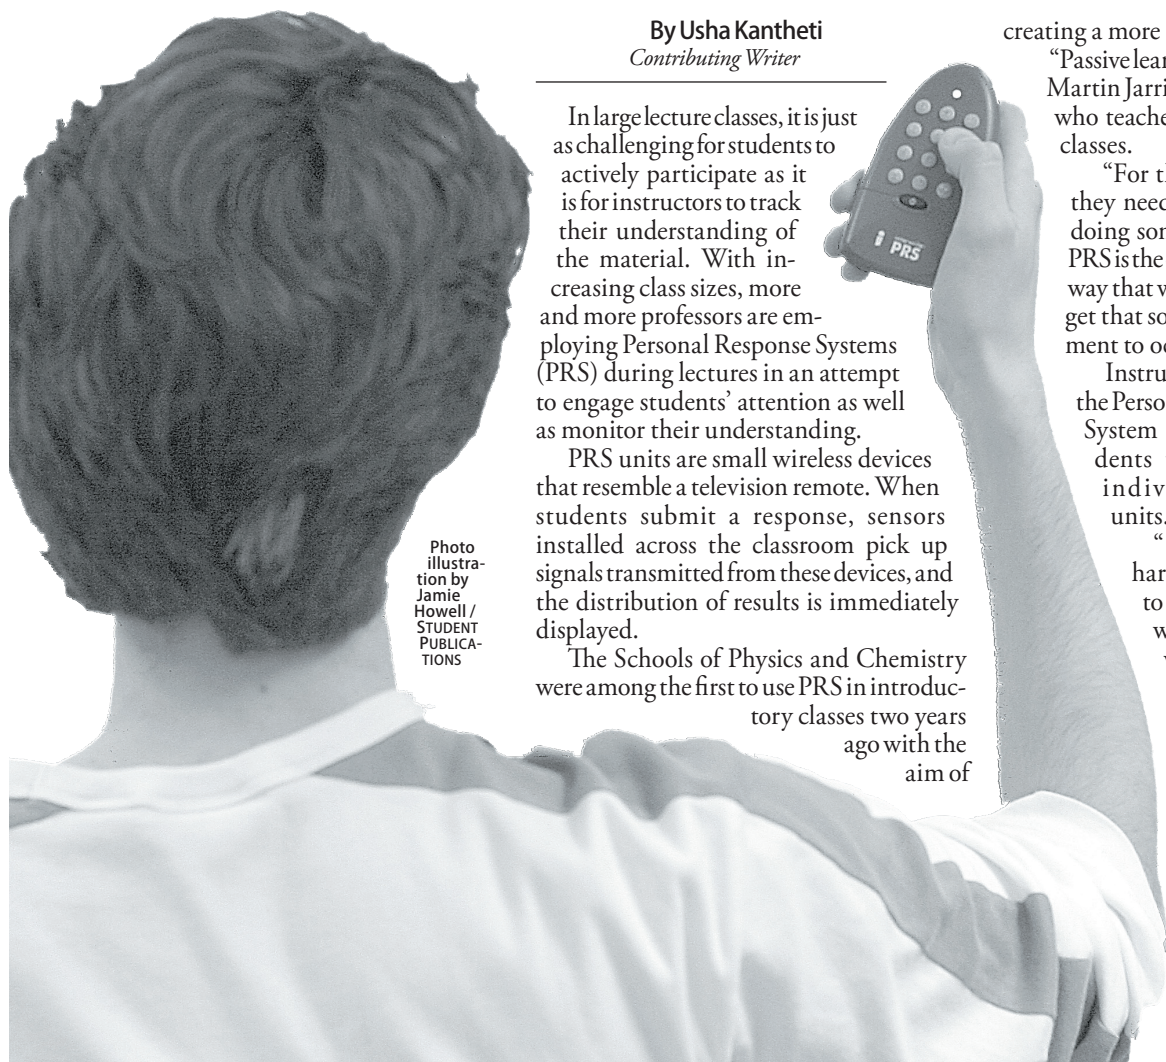 By Usha Kantheti
Contributing Writer
In large lecture classes, it is just
as challenging for students to
actively participate as it
is for instructors to track
their understanding of
the material. With in-
creasing class sizes, more
and more professors are em-
ploying Personal Response Systems
(PRS) during lectures in an attempt
to engage students’ attention as well
as monitor their understanding.
PRS units are small wireless devices
that resemble a television remote. When
students submit a response, sensors
installed across the classroom pick up
signals transmitted from these devices, and
the distribution of results is immediately
displayed.
The Schools of Physics and Chemistry
were among the first to use PRS in introduc-
tory classes two years
ago with the
aim of
creating a more
“Passive lear
Martin Jarri
who teache
classes.
“For th
they need
doing som
PRS is the
way that w
get that so
ment to oc
Instru
the Perso
System
dents
indiv
units.
“
har
to
w
PRS
Photo
illustra-
tion by
Jamie
Howell /
STUDENT
PUBLICA-
TIONS